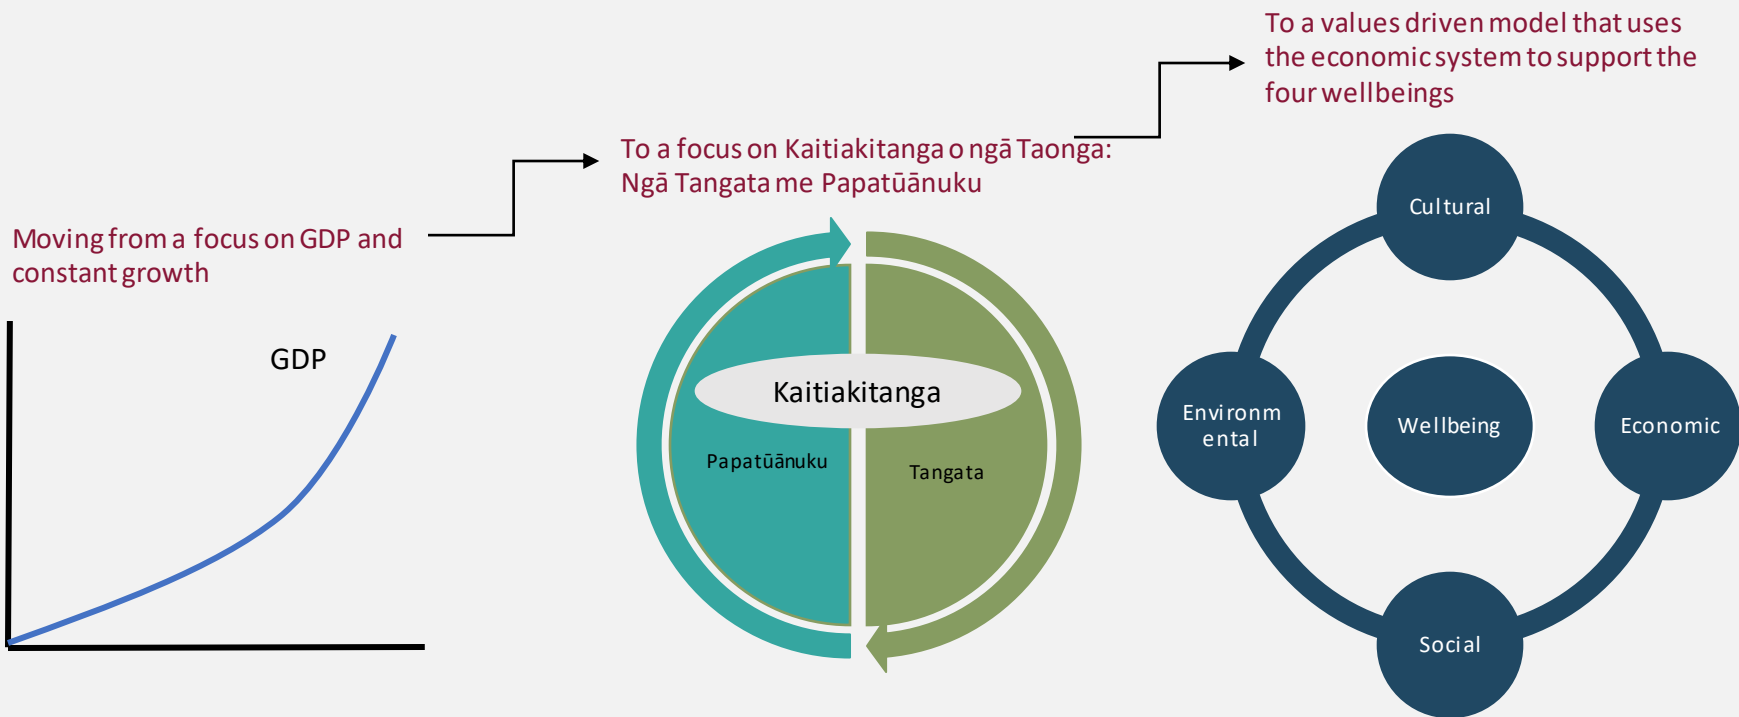 Moving from a focus on GDP and
constant growth
GDP
To a focus on Kaitiakitanga o ngā Taonga:
Ngā Tangata me Papatūānuku
Kaitiakitanga
Papatūānuku
Tangata
To a values driven model that uses
the economic system to support the
four wellbeings
Cultural
Environm
ental
Wellbeing
Economic
Social